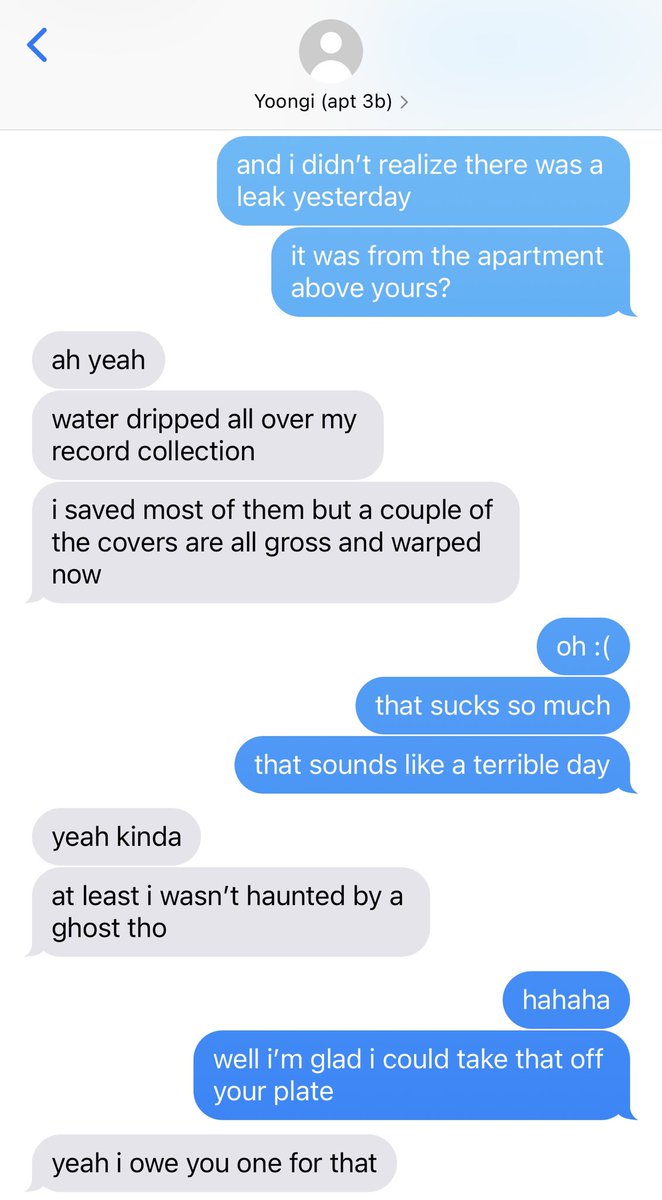 Yoongi (apt 3b)
and i didn’t realize there was a
leak yesterday
it was from the apartment
above yours?
ah yeah
water dripped all over my
record collection
i saved most of them but a couple of
the covers are all gross and warped
now
oh :(
that sucks so much
that sounds like a terrible day
yeah kinda
at least i wasn’t haunted by a
ghost tho
hahaha
well i’m glad i could take that off
your plate
yeah i owe you one for that